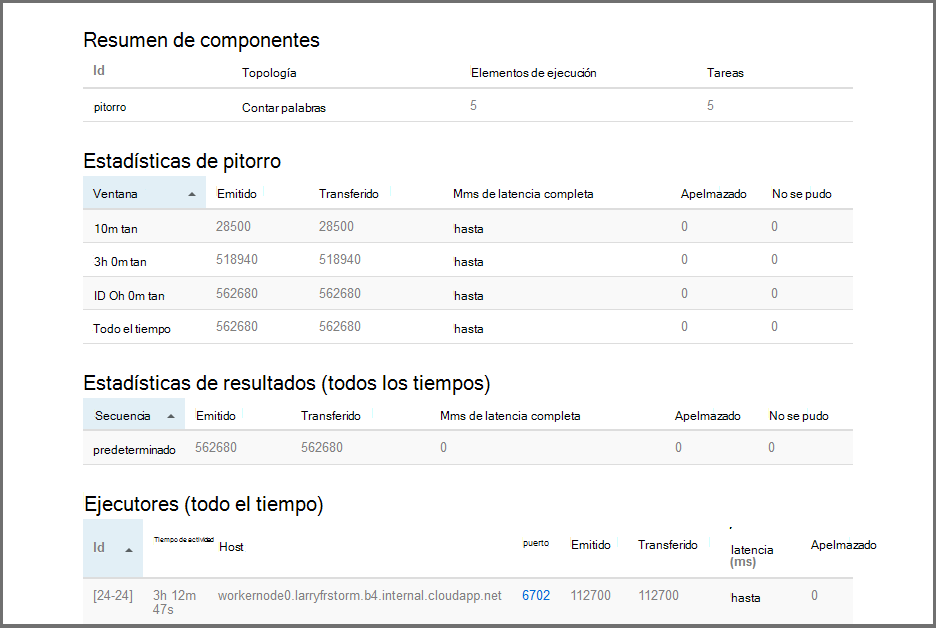 Resumen de componentes
Id Topología Elementos de ejecución Tareas
pitorro Contar palabras 5 5
Estadísticas de pitorro
Ventana Emitido Transferido Mms de latencia completa Apelmazado No se pudo
10m tan 28500 28500 hasta 0 0
3h 0m tan 518940 518940 hasta 0 0
ID Oh 0m tan 562680 562680 hasta 0 0
Todo el tiempo 562680 562680 hasta 0 0
Estadísticas de resultados (todos los tiempos)
Secuencia Emitido Transferido Mms de latencia completa Apelmazado No se pudo
predeterminado 562680 562680 0 0 0
Ejecutores (todo el tiempo)
Id Tiempo de actividad Host puerto Emitido Transferido latencia Apelmazado
(ms)
[24-24] 3h 12m workernode0.larryfrstorm.b4.internal.cloudapp.net 6702 112700 112700 hasta 0
47s